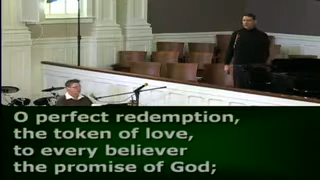 O perfect redemption,
the token of love,
to every believer
the promise of God;